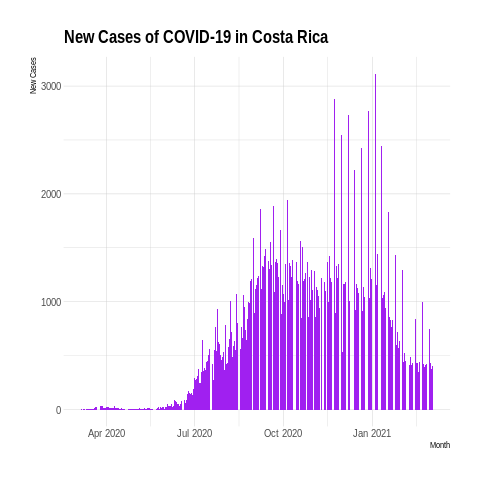 New Cases of COVID-19 in Costa Rica
New Cases
3000
2000
1000
0
Apr 2020 Jul 2020 Oct 2020 Jan 2021
Month